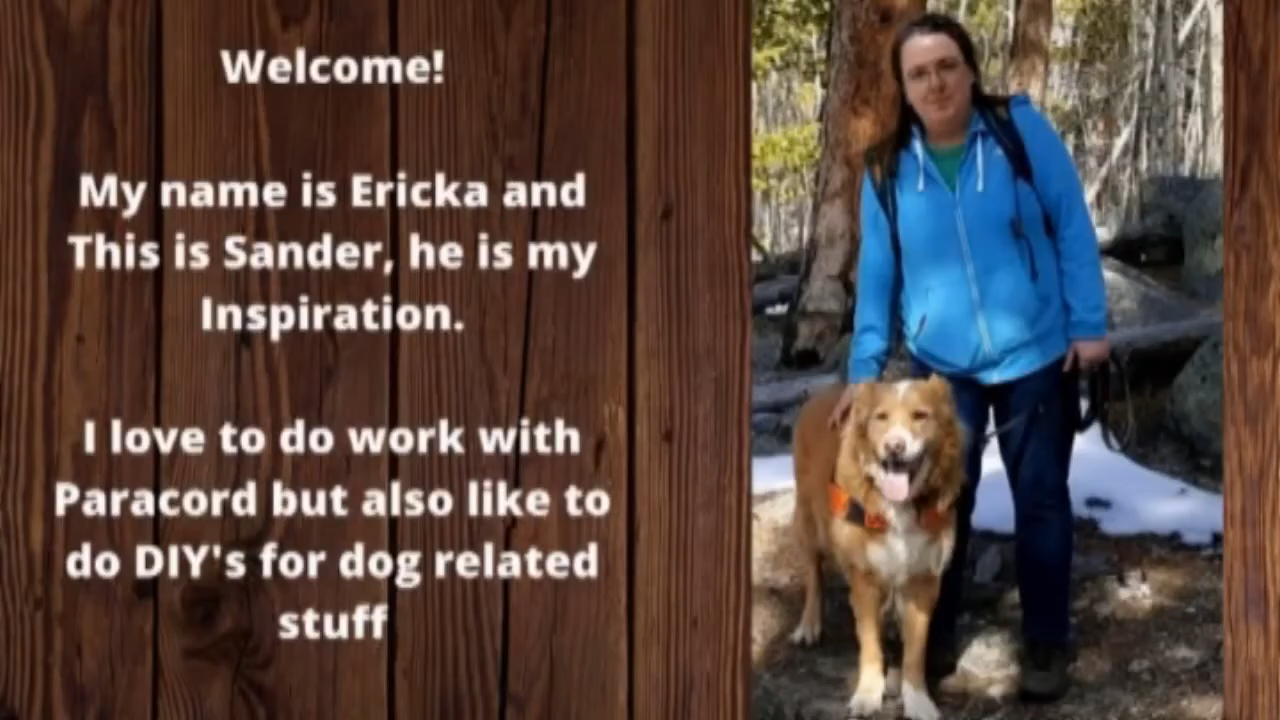 Welcome!
My name is Ericka and
This is Sander, he is my
Inspiration.
I love to do work with
Paracord but also like to
do DIY's for dog related
stuff